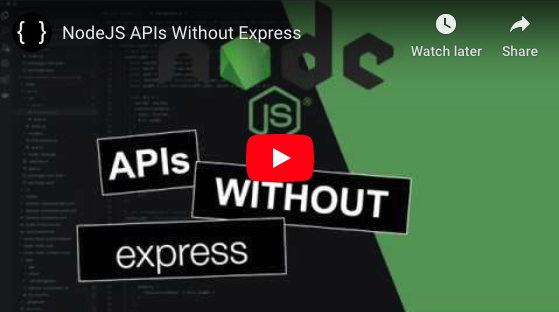 { } NodeJS APIs Without Express
Watch later
Share
node
JS
®
APIs
WITHOUT
express